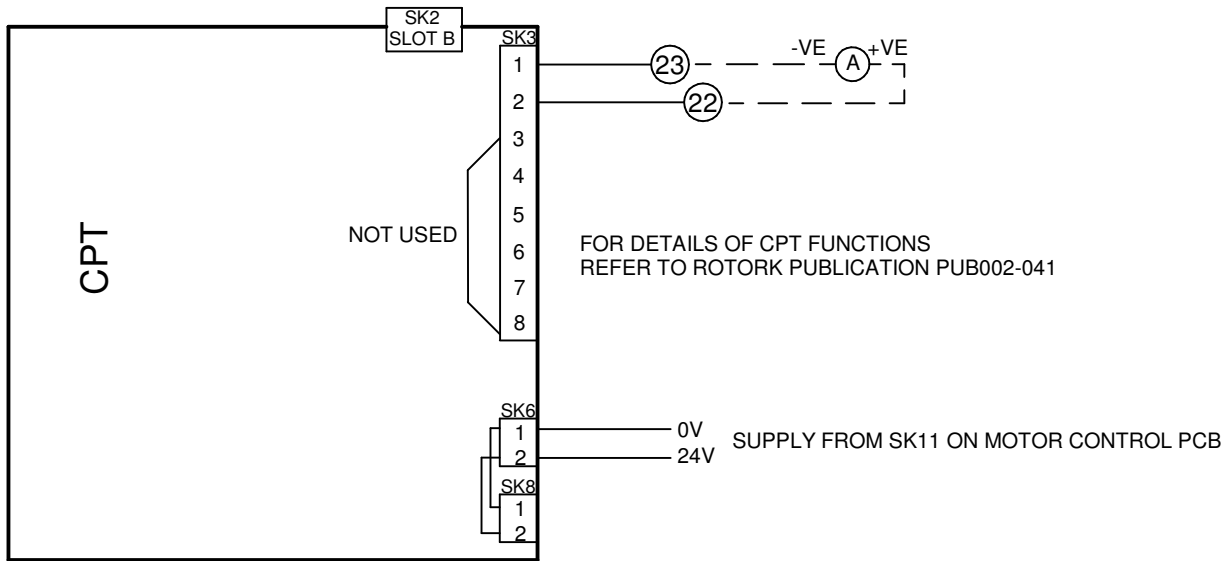 SK2
SLOT B
SK3
1
23
-VE
A
+VE
2
22
3
4
5
6
7
8
NOT USED
CPT
FOR DETAILS OF CPT FUNCTIONS
REFER TO ROTORK PUBLICATION PUB002-041
SK6
1
0V
2
24V
SUPPLY FROM SK11 ON MOTOR CONTROL PCB
SK8
1
2